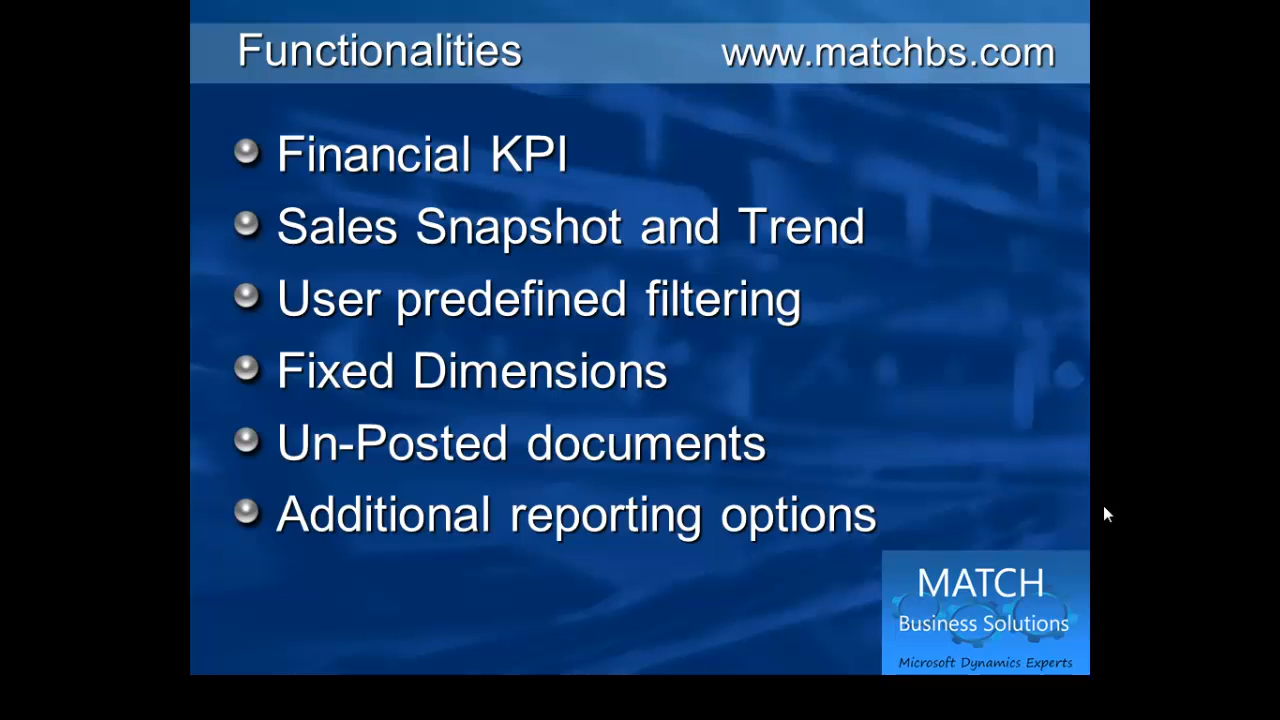 Functionalities www.matchbs.com
Financial KPI
Sales Snapshot and Trend
User predefined filtering
Fixed Dimensions
Un-Posted documents
Additional reporting options
MATCH
Business Solutions
Microsoft Dynamics Experts